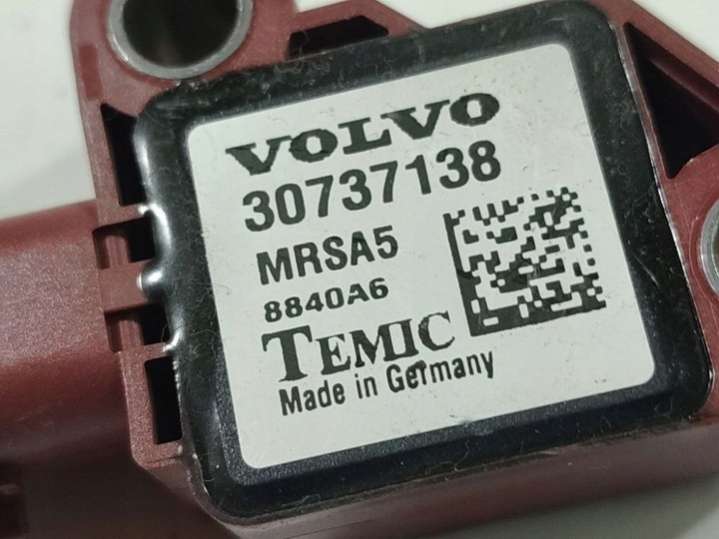 VOLVO
30737138
MRSA5
8840A6
TEMIC
Made in Germany